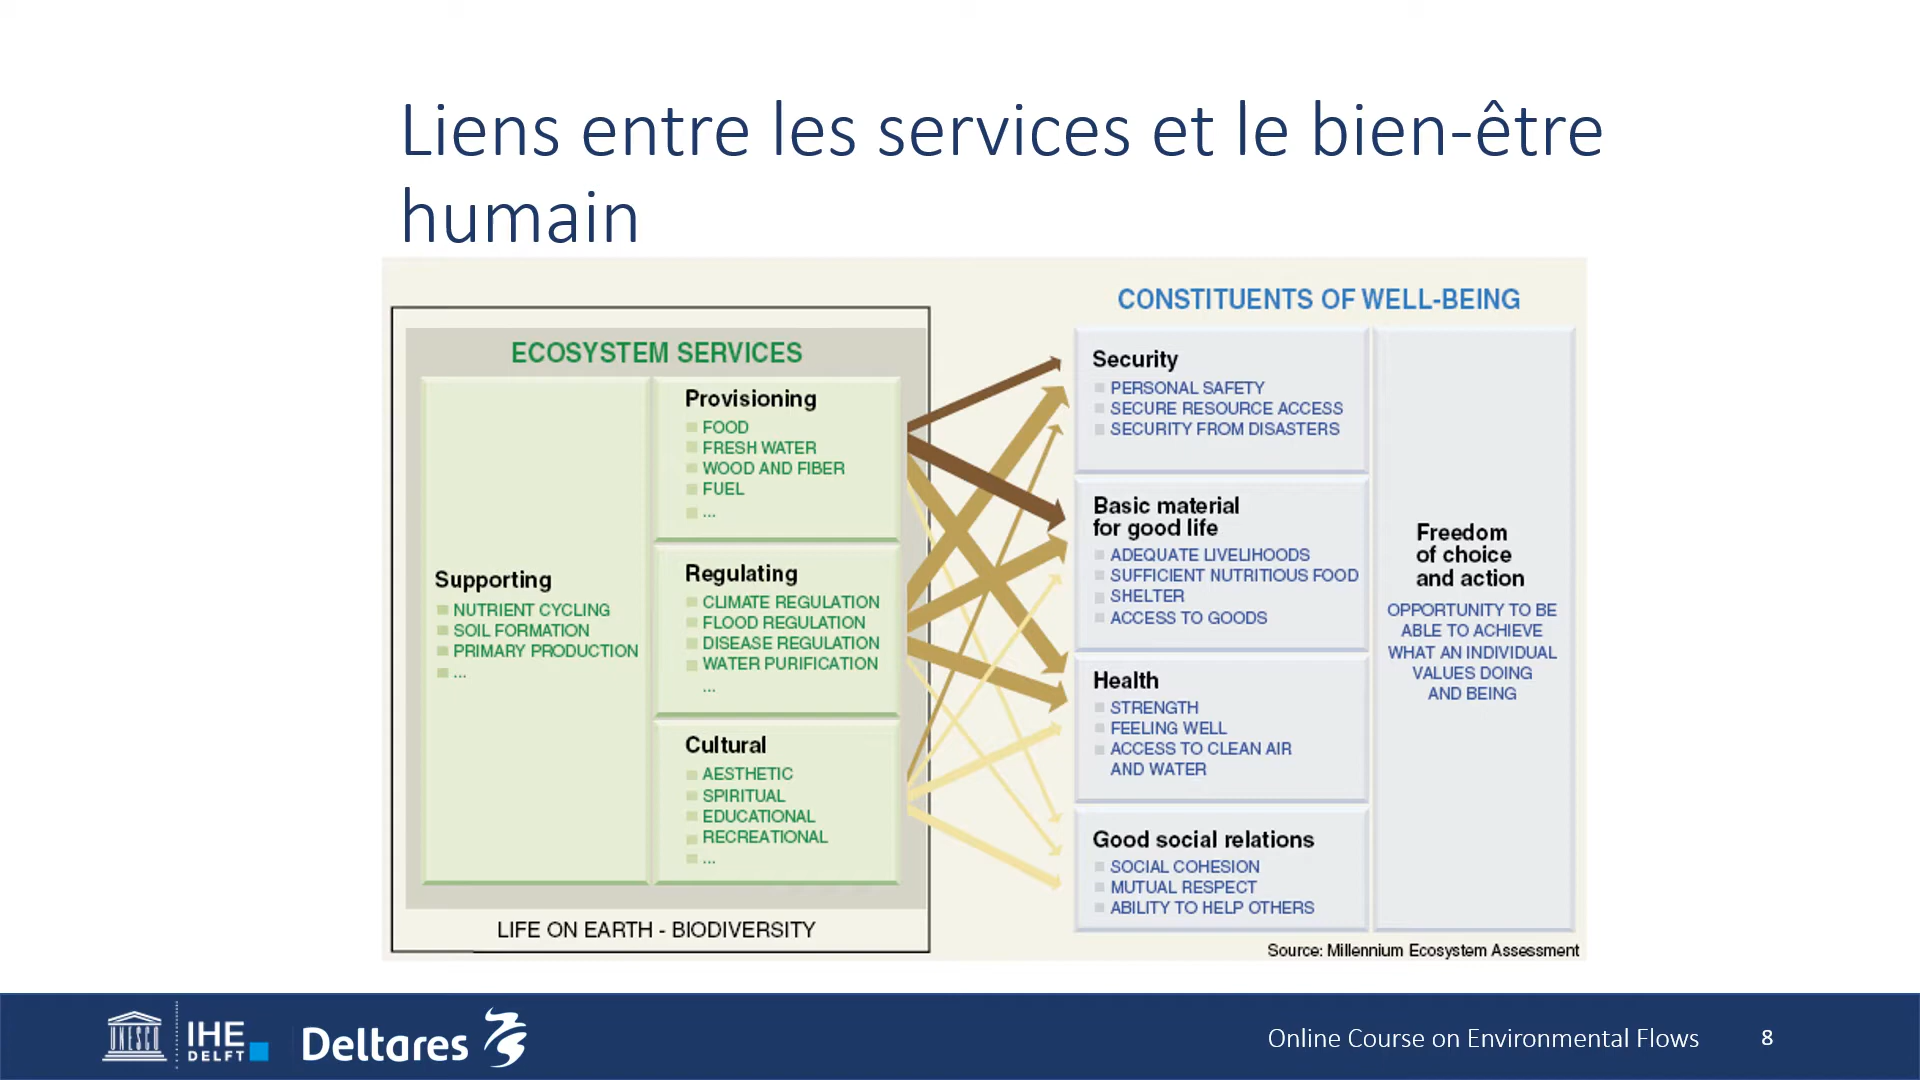 Liens entre les services et le bien-être
humain
ECOSYSTEM SERVICES
Supporting
NUTRIENT CYCLING
SOIL FORMATION
PRIMARY PRODUCTION
...
Provisioning
FOOD
FRESH WATER
WOOD AND FIBER
FUEL
...
Regulating
CLIMATE REGULATION
FLOOD REGULATION
DISEASE REGULATION
WATER PURIFICATION
...
Cultural
AESTHETIC
SPIRITUAL
EDUCATIONAL
RECREATIONAL
...
LIFE ON EARTH - BIODIVERSITY
CONSTITUENTS OF WELL-BEING
Security
PERSONAL SAFETY
SECURE RESOURCE ACCESS
SECURITY FROM DISASTERS
Basic material
for good life
ADEQUATE LIVELIHOODS
SUFFICIENT NUTRITIOUS FOOD
SHELTER
ACCESS TO GOODS
Health
STRENGTH
FEELING WELL
ACCESS TO CLEAN AIR
AND WATER
Good social relations
SOCIAL COHESION
MUTUAL RESPECT
ABILITY TO HELP OTHERS
Freedom
of choice
and action
OPPORTUNITY TO BE
ABLE TO ACHIEVE
WHAT AN INDIVIDUAL
VALUES DOING
AND BEING
Source: Millennium Ecosystem Assessment
UNESCO
IHE
DELFT
Deltares
Online Course on Environmental Flows
8